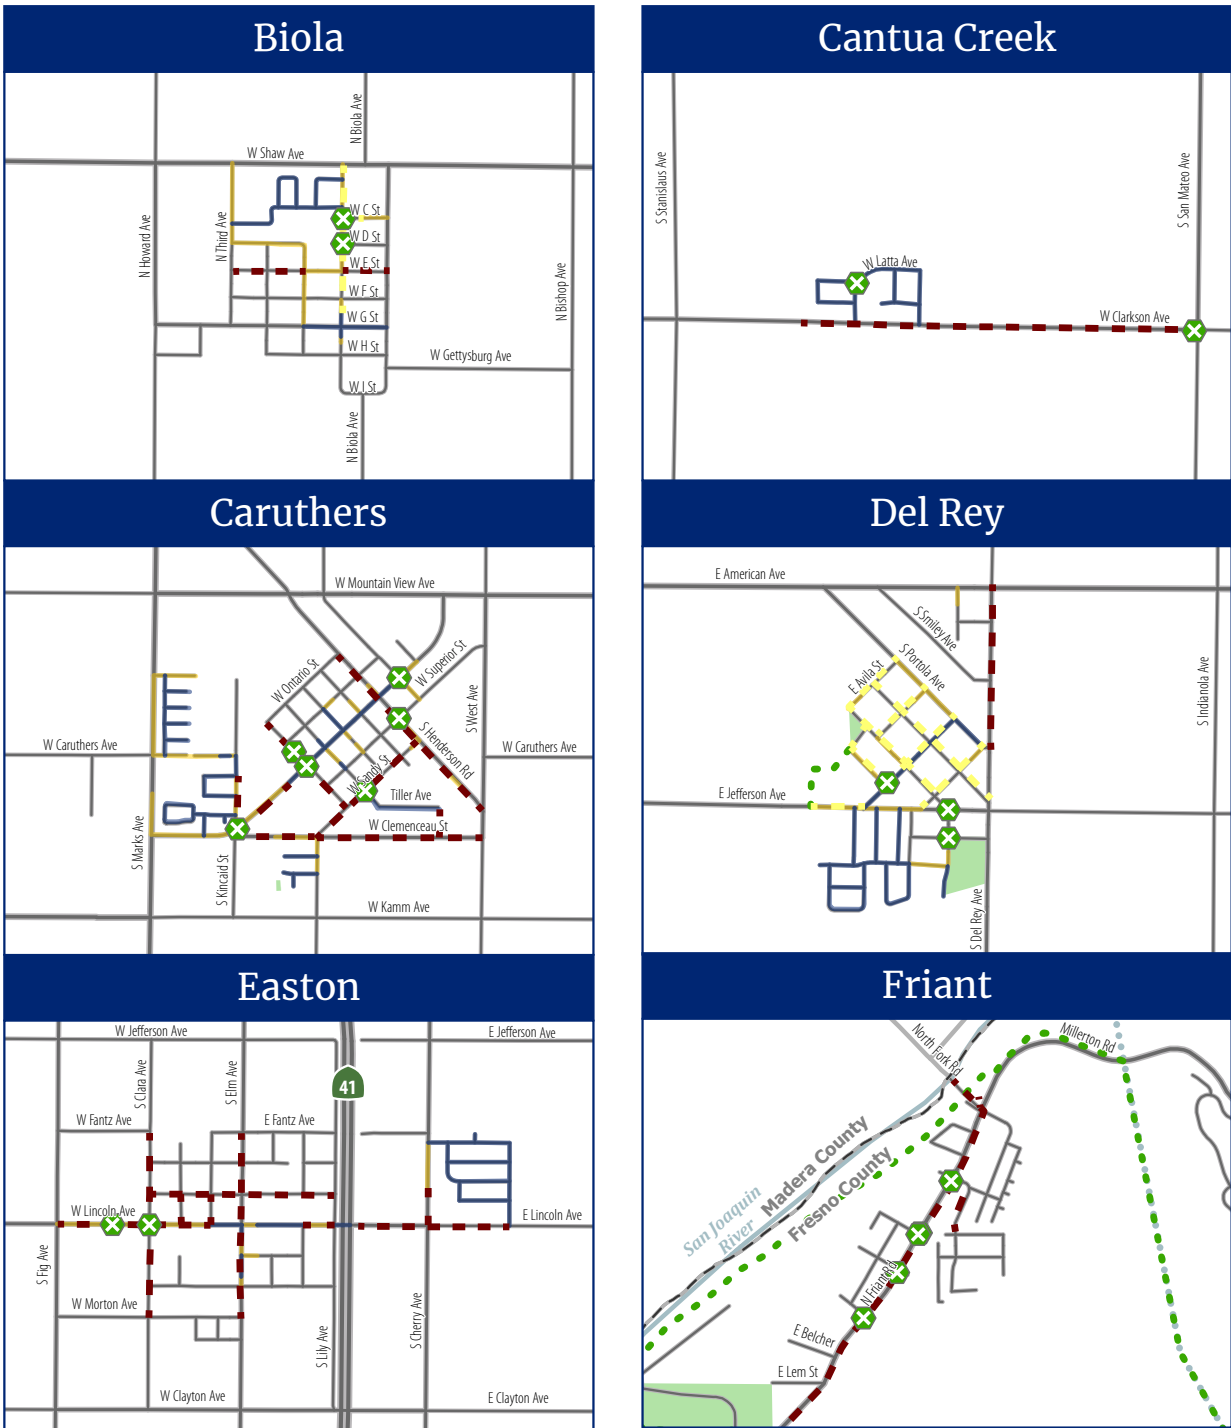 Biola
N Biola Ave
W Shaw Ave
N Howard Ave
N Third Ave
W C St
W D St
W E St
W F St
W G St
W H St
W I St
N Bishop Ave
W Gettysburg Ave
N Biola Ave
Cantua Creek
S Stanislaus Ave
S San Mateo Ave
W Latta Ave
W Clarkson Ave
Caruthers
W Mountain View Ave
W Ontario St
W Superior St
S West Ave
W Caruthers Ave
S Henderson Rd
W Caruthers Ave
W Sandy St
Tiller Ave
S Marks Ave
W Clemenceau St
S Kincaid St
W Kamm Ave
Del Rey
E American Ave
S Smiley Ave
S Portola Ave
E Avila St
S Indianola Ave
E Jefferson Ave
S Del Rey Ave
Easton
W Jefferson Ave
E Jefferson Ave
S Clara Ave
S Elm Ave
41
W Fantz Ave
E Fantz Ave
W Lincoln Ave
E Lincoln Ave
S Fig Ave
W Morton Ave
S Lily Ave
S Cherry Ave
W Clayton Ave
E Clayton Ave
Friant
North Fork Rd
Millerton Rd
Madera County
Fresno County
San Joaquin
River
N Friant Rd
E Belcher
E Lem St